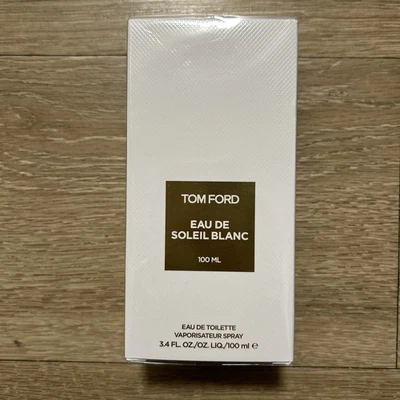 TOM FORD
EAU DE
SOLEIL BLANC
100 ML
EAU DE TOILETTE
VAPORISATEUR SPRAY
3.4 FL. OZ./OZ. LIQ./100 ml ℮